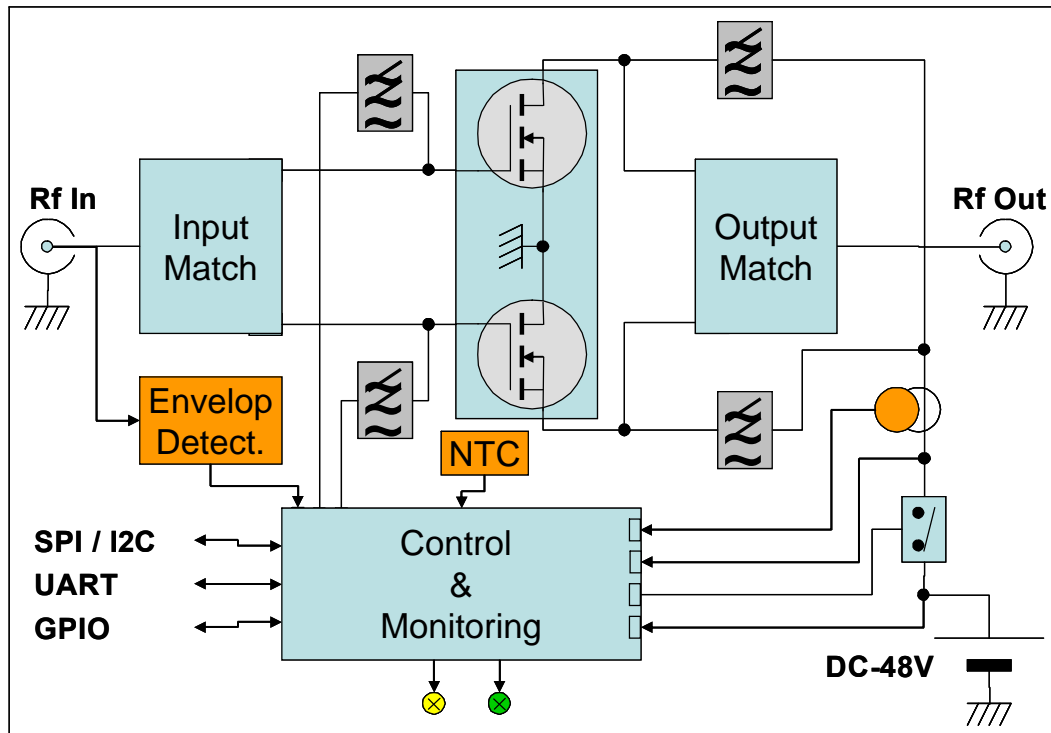 Rf In
Input
Match
Output
Match
Rf Out
Envelop
Detect.
NTC
SPI / I2C
UART
GPIO
Control
&
Monitoring
DC-48V